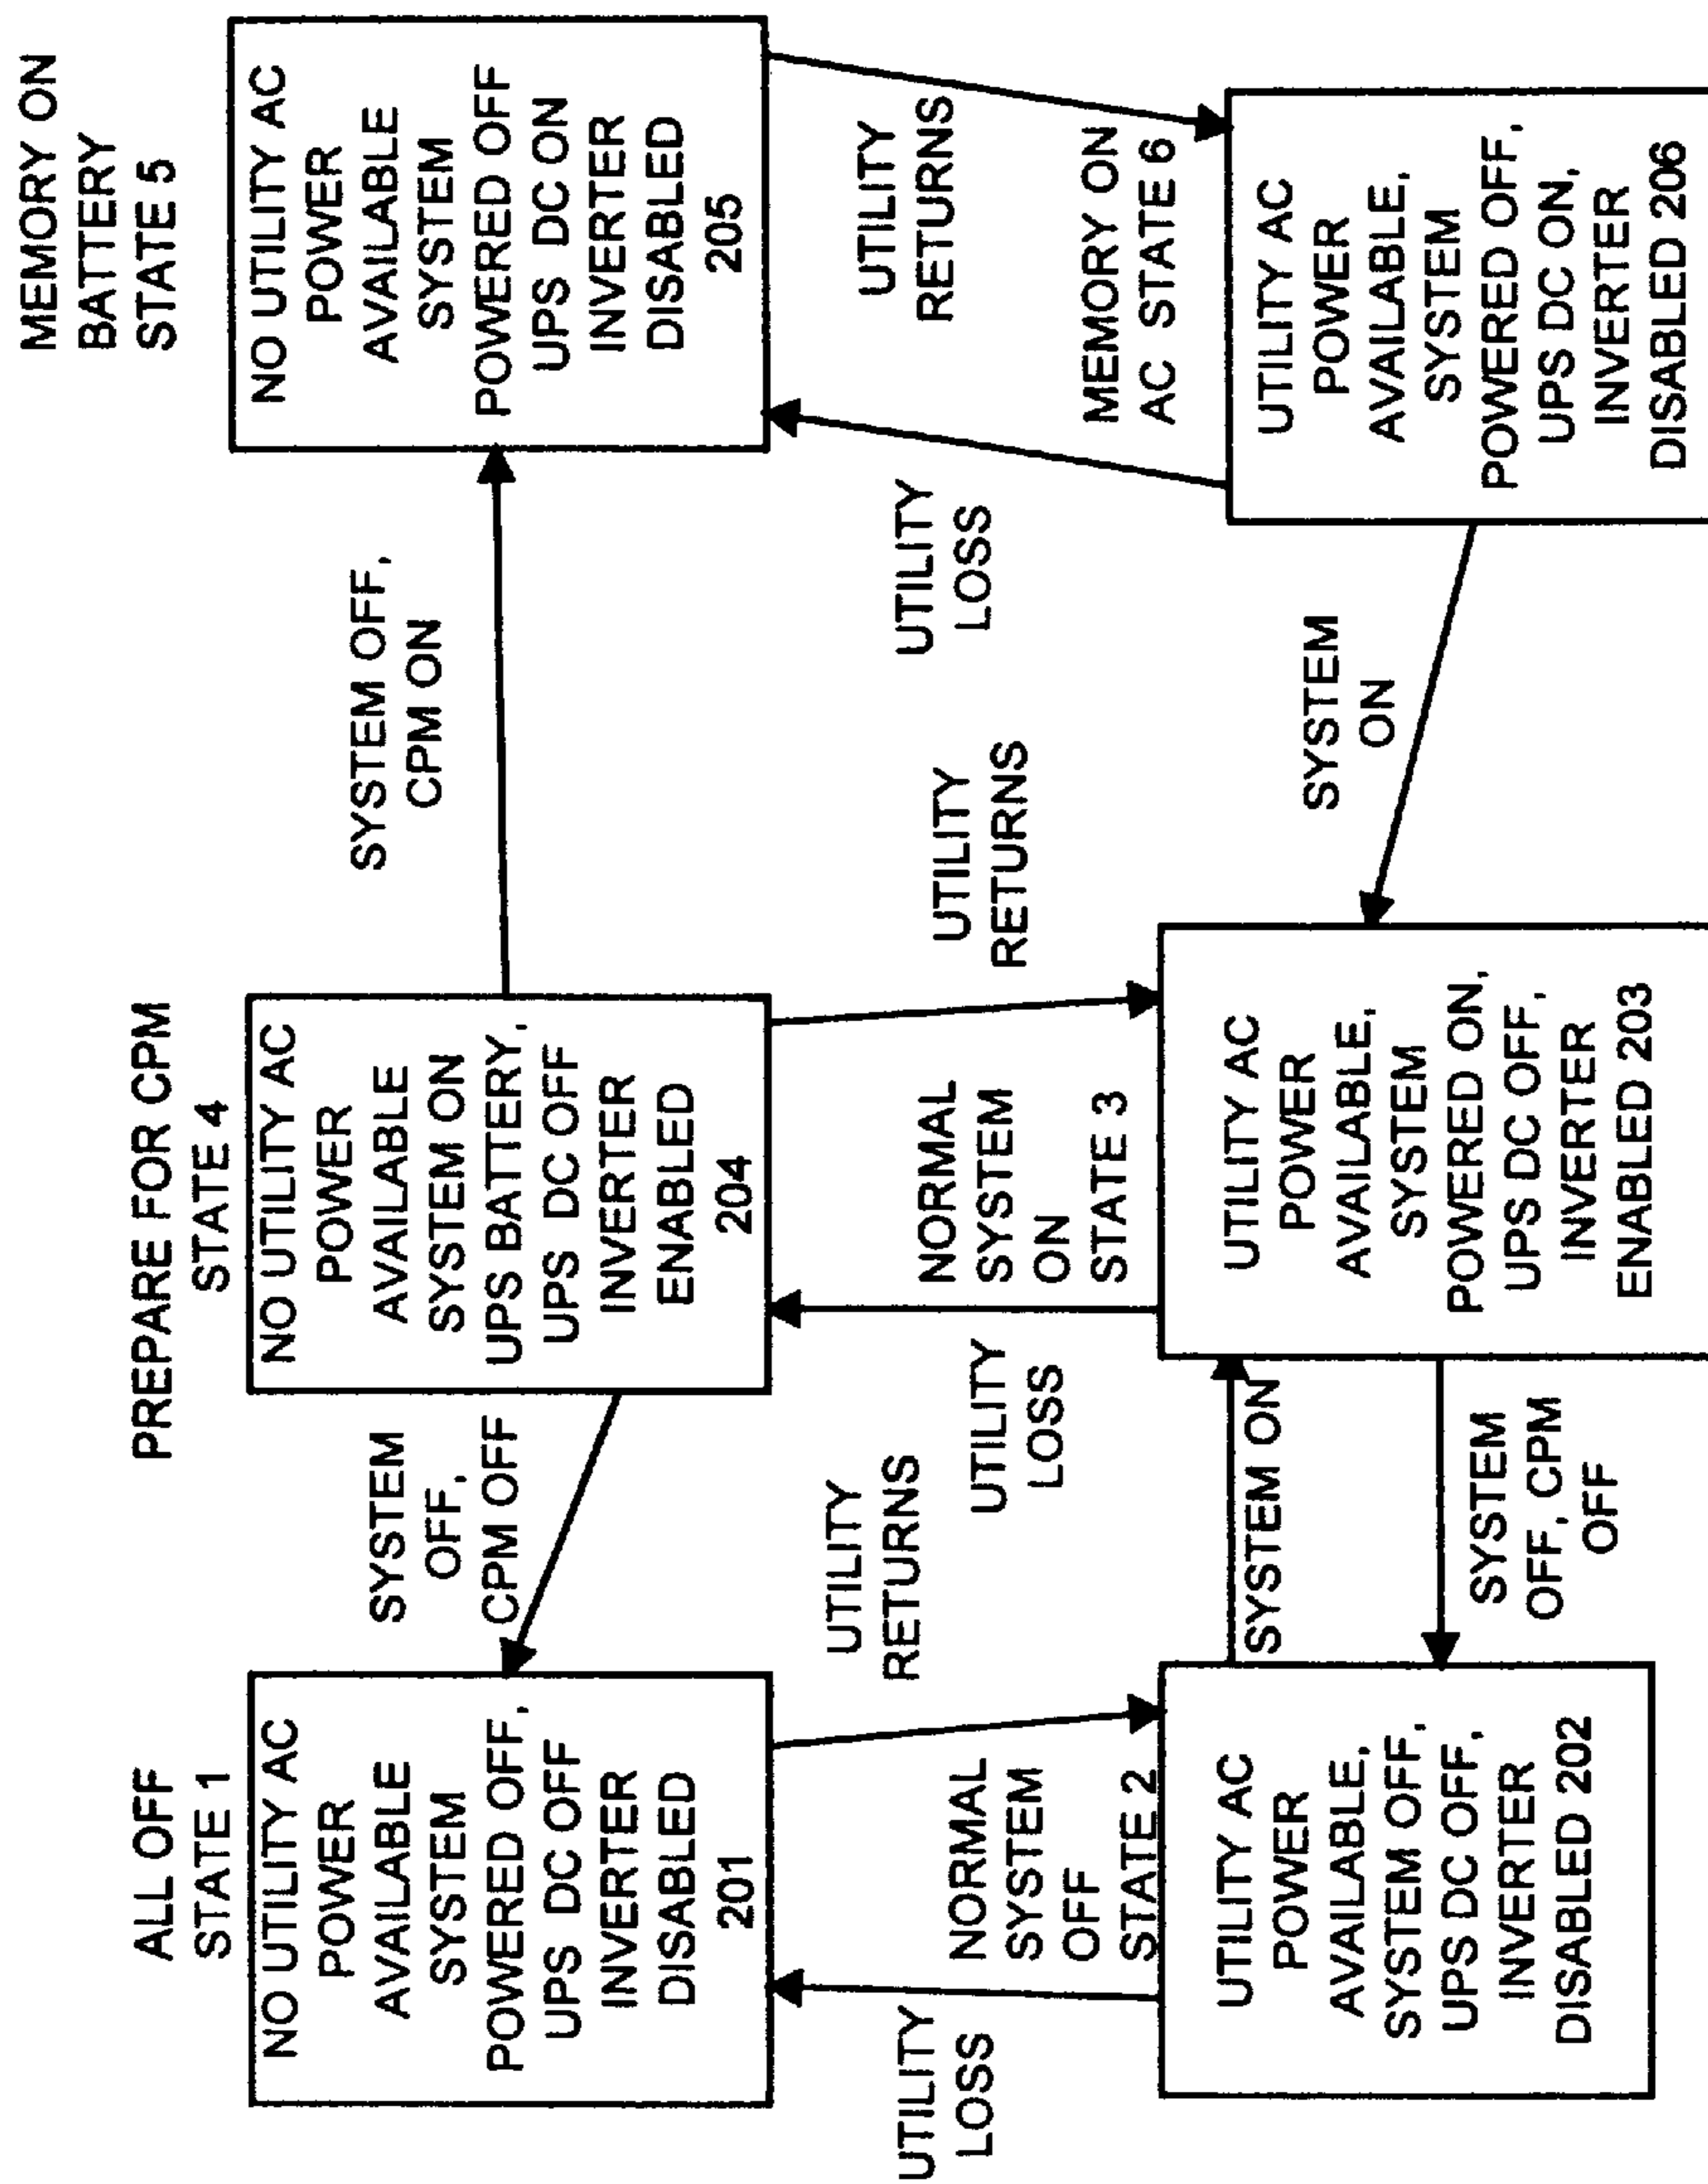 ALL OFF
STATE 1
NO UTILITY AC
POWER
AVAILABLE
SYSTEM
POWERED OFF,
UPS DC OFF
INVERTER
DISABLED
201
SYSTEM
OFF,
CPM OFF
PREPARE FOR CPM
STATE 4
NO UTILITY AC
POWER
AVAILABLE
SYSTEM ON
UPS BATTERY,
UPS DC OFF
INVERTER
ENABLED
204
SYSTEM OFF,
CPM ON
MEMORY ON
BATTERY
STATE 5
NO UTILITY AC
POWER
AVAILABLE
SYSTEM
POWERED OFF
UPS DC ON
INVERTER
DISABLED
205
UTILITY
LOSS
NORMAL
SYSTEM
OFF
STATE 2
UTILITY
RETURNS
UTILITY
LOSS
NORMAL
SYSTEM
ON
STATE 3
UTILITY
RETURNS
UTILITY
LOSS
MEMORY ON
AC STATE 6
UTILITY
RETURNS
UTILITY AC
POWER
AVAILABLE,
SYSTEM OFF,
UPS DC OFF,
INVERTER
DISABLED 202
SYSTEM ON
SYSTEM
OFF, CPM
OFF
UTILITY AC
POWER
AVAILABLE,
SYSTEM
POWERED ON,
UPS DC OFF,
INVERTER
ENABLED 203
SYSTEM
ON
UTILITY AC
POWER
AVAILABLE,
SYSTEM
POWERED OFF,
UPS DC ON,
INVERTER
DISABLED 206